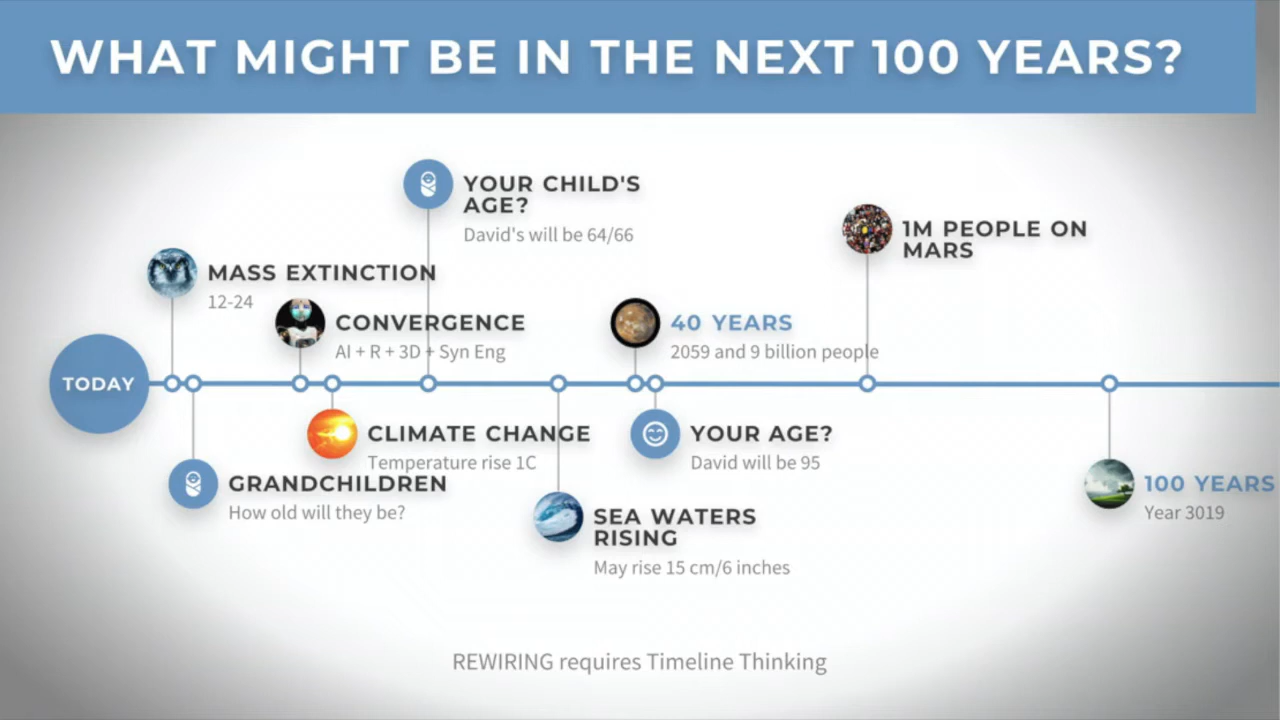 WHAT MIGHT BE IN THE NEXT 100 YEARS?
YOUR CHILD'S
AGE?
David's will be 64/66
1M PEOPLE ON
MARS
MASS EXTINCTION
12-24
CONVERGENCE
AI + R + 3D + Syn Eng
40 YEARS
2059 and 9 billion people
TODAY
CLIMATE CHANGE
Temperature rise 1C
YOUR AGE?
David will be 95
GRANDCHILDREN
How old will they be?
100 YEARS
Year 3019
SEA WATERS
RISING
May rise 15 cm/6 inches
REWIRING requires Timeline Thinking